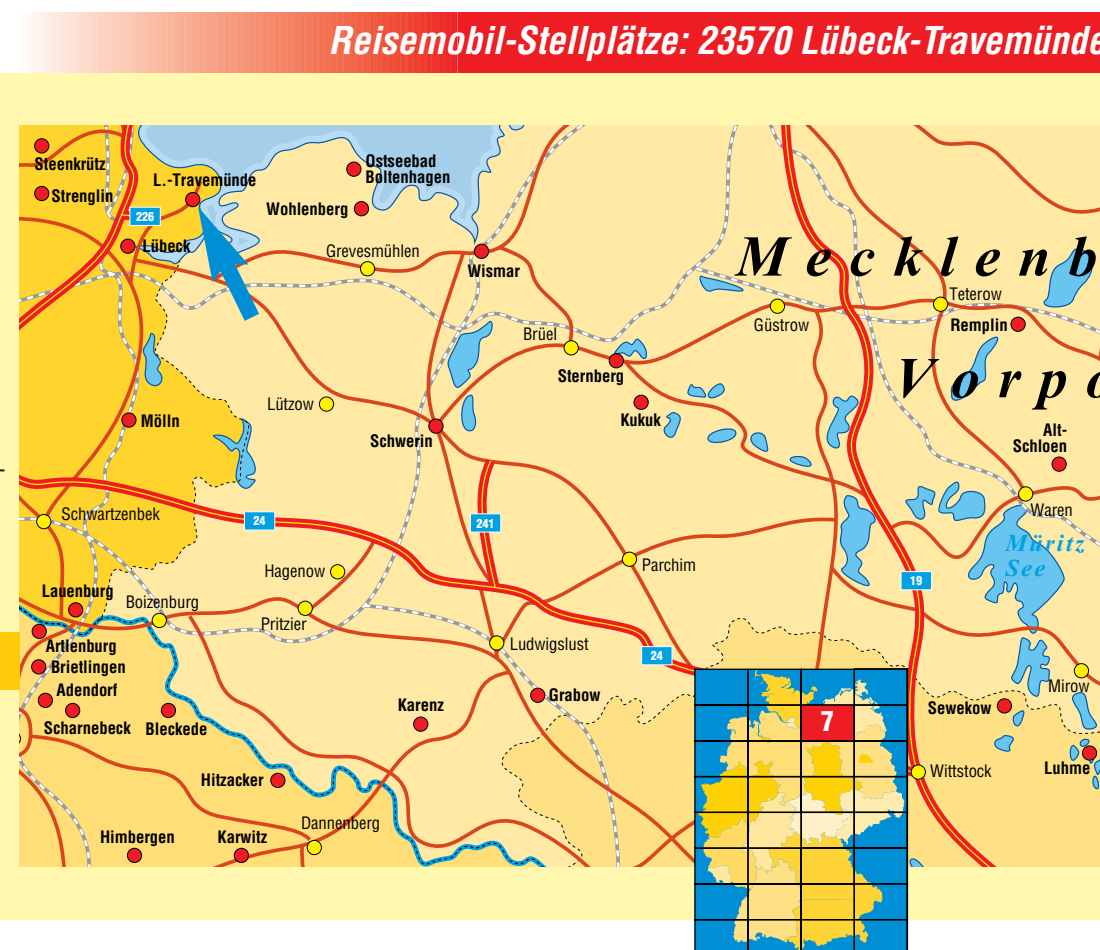 Reisemobil-Stellplätze: 23570 Lübeck-Travemünde
Steenkrütz
Strenglin
L.-Travemünde
Ostseebad
Boltenhagen
Wohlenberg
226
Lübeck
Grevesmühlen
Wismar
Mecklenb
Teterow
Güstrow
Remplin
Brüel
Sternberg
Vorpo
Lützow
Kukuk
Mölln
Schwerin
Alt-
Schloen
Schwartzenbek
24
241
Waren
Müritz
See
Hagenow
Parchim
19
Lauenburg
Boizenburg
Pritzier
Artlenburg
Ludwigslust
24
Brietlingen
Adendorf
Scharnebeck
Bleckede
Karenz
Grabow
Mirow
Sewekow
7
Hitzacker
Wittstock
Luhme
Himbergen
Karwitz
Dannenberg